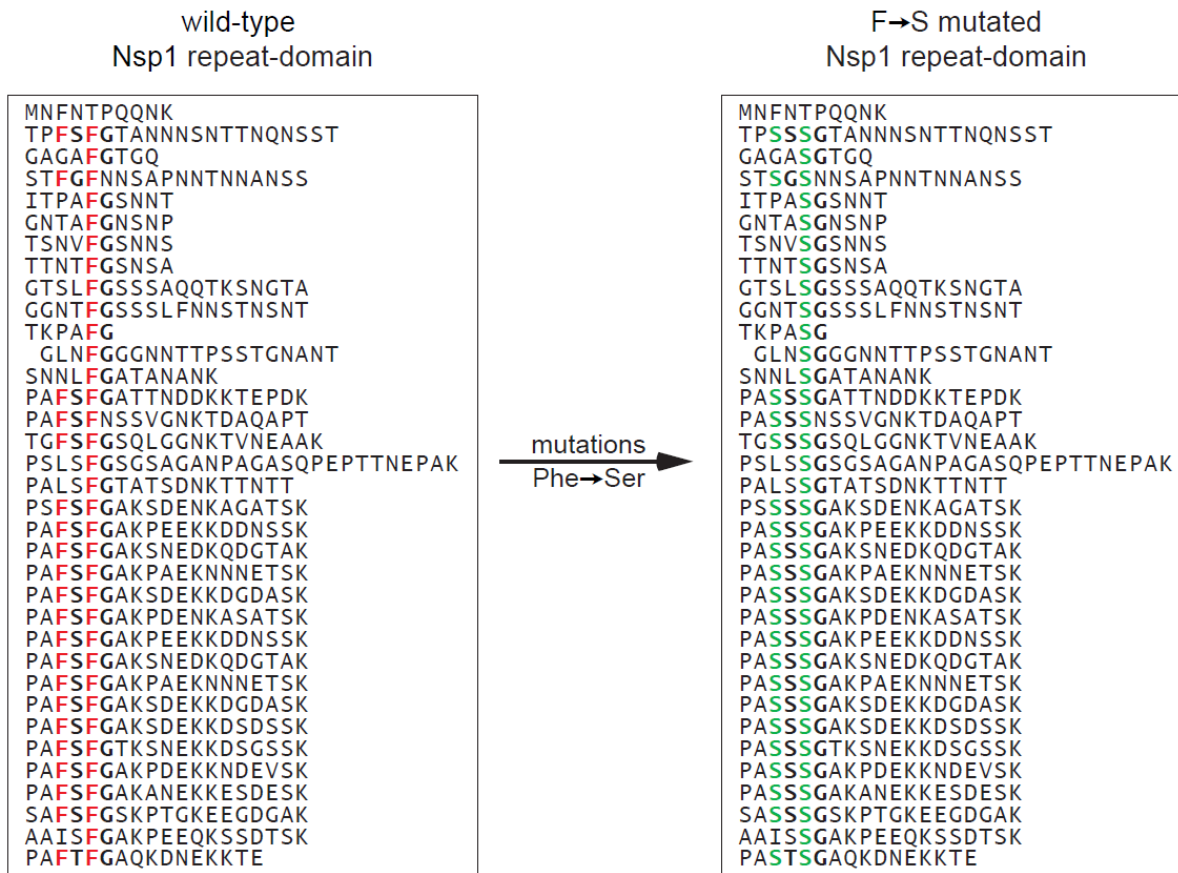 wild-type
Nsp1 repeat-domain
MNFNTPQQNK
TPFSFGTANNNSNTTNQNSST
GAGAFGTGQ
STFGFNNSAPNNTNNANSS
ITPAFGSNNT
GNTAFGNSNP
TSNVFGSNNS
TTNTFGSNSA
GTSLFGSSSAQQTKSNGTA
GGNTFGSSSLFNNSTNSNT
TKPAFG
GLNFGGGNNTTPSSTGNANT
SNNLFGATANANK
PAFSFGATTNDDKKTEPDK
PAFSFNSSVGNKTDAQAPT
TGFSFGSQLGGNKTVNEAAK
PSLSFGSGSAGANPAGASQPEPTTNEPAK
PALSFGTATSDNKTTNTT
PSFSFGAKSDENKAGATSK
PAFSFGAKPEEKKDDNSSK
PAFSFGAKSNEDKQDGTAK
PAFSFGAKPAEKNNNETSK
PAFSFGAKSDEKKDGDASK
PAFSFGAKPDENKASATSK
PAFSFGAKPEEKKDDNSSK
PAFSFGAKSNEDKQDGTAK
PAFSFGAKPAEKNNNETSK
PAFSFGAKSDEKKDGDASK
PAFSFGAKSDEKKDSDSSK
PAFSFGTKSNEKKDSGSSK
PAFSFGAKPDEKKNDEVSK
PAFSFGAKANEKKESDESK
SAFSFGSKPTGKEEGDGAK
AAISFGAKPEEQKSSDTSK
PAFTFGAQKDNEKKTE
mutations
Phe→Ser
F→S mutated
Nsp1 repeat-domain
MNFNTPQQNK
TPSSSGTANNNSNTTNQNSST
GAGASGTGQ
STSGSNNSAPNNTNNANSS
ITPASGSNNT
GNTASGNSNP
TSNVSGSNNS
TTNTSGSNSA
GTSLSGSSSAQQTKSNGTA
GGNTSGSSSLFNNSTNSNT
TKPASG
GLNSGGGNNTTPSSTGNANT
SNNLSGATANANK
PASSSGATTNDDKKTEPDK
PASSSNSSVGNKTDAQAPT
TGSSSGSQLGGNKTVNEAAK
PSLSSGSGSAGANPAGASQPEPTTNEPAK
PALSSGTATSDNKTTNTT
PSSSSGAKSDENKAGATSK
PASSSGAKPEEKKDDNSSK
PASSSGAKSNEDKQDGTAK
PASSSGAKPAEKNNNETSK
PASSSGAKSDEKKDGDASK
PASSSGAKPDENKASATSK
PASSSGAKPEEKKDDNSSK
PASSSGAKSNEDKQDGTAK
PASSSGAKPAEKNNNETSK
PASSSGAKSDEKKDGDASK
PASSSGAKSDEKKDSDSSK
PASSSGTKSNEKKDSGSSK
PASSSGAKPDEKKNDEVSK
PASSSGAKANEKKESDESK
SASSSGSKPTGKEEGDGAK
AAISSGAKPEEQKSSDTSK
PASTSGAQKDNEKKTE